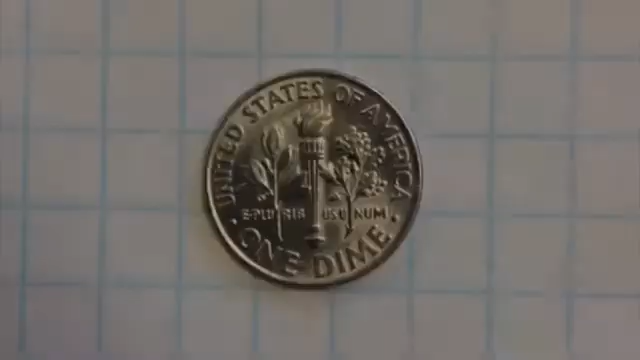 UNITED STATES OF AMERICA
E·PLURIBUS UNUM
ONE DIME